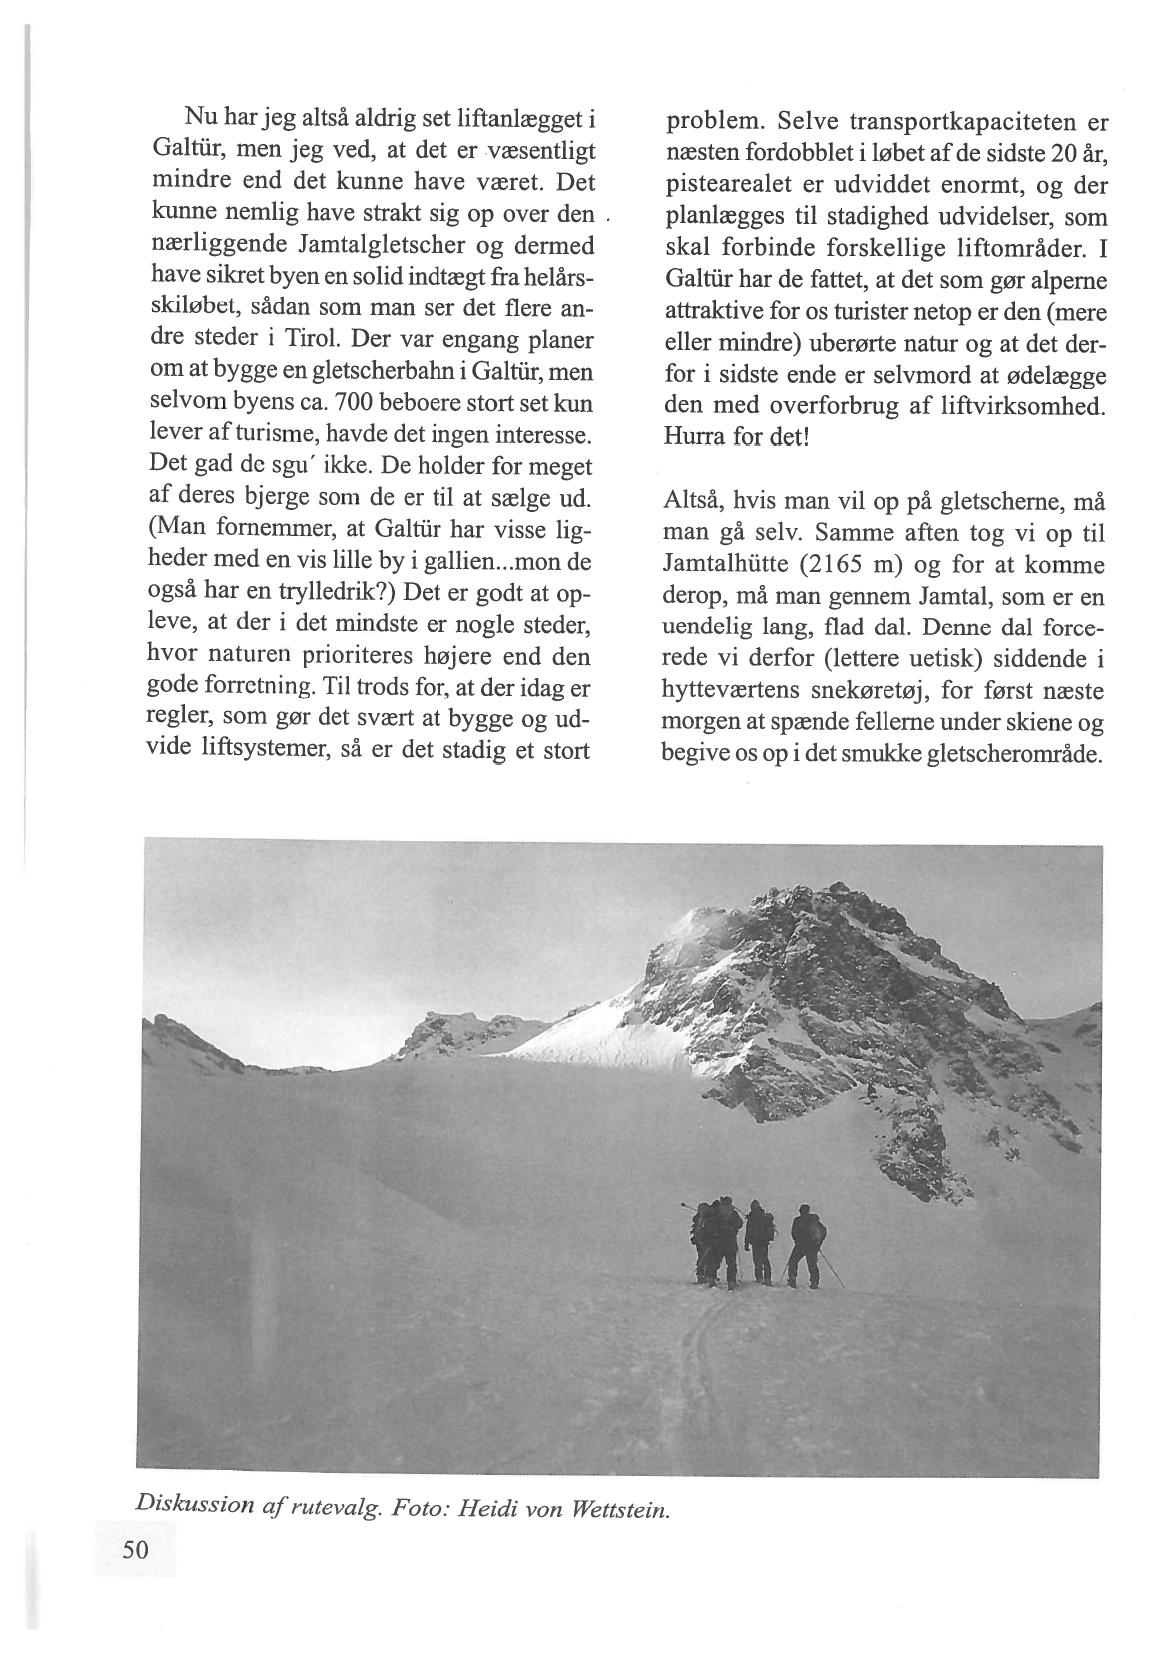 Nu har jeg altså aldrig set liftanlægget i
Galtür, men jeg ved, at det er væsentligt
mindre end det kunne have været. Det
kunne nemlig have strakt sig op over den
nærliggende Jamtalgletscher og dermed
have sikret byen en solid indtægt fra helårs-
skiløbet, sådan som man ser det flere an-
dre steder i Tirol. Der var engang planer
om at bygge en gletscherbahn i Galtür, men
selvom byens ca. 700 beboere stort set kun
lever af turisme, havde det ingen interesse.
Det gad de sgu´ ikke. De holder for meget
af deres bjerge som de er til at sælge ud.
(Man fornemmer, at Galtür har visse lig-
heder med en vis lille by i gallien...mon de
også har en trylledrik?) Det er godt at op-
leve, at der i det mindste er nogle steder,
hvor naturen prioriteres højere end den
gode forretning. Til trods for, at der idag er
regler, som gør det svært at bygge og ud-
vide liftsystemer, så er det stadig et stort
problem. Selve transportkapaciteten er
næsten fordobblet i løbet af de sidste 20 år,
pistearealet er udviddet enormt, og der
planlægges til stadighed udvidelser, som
skal forbinde forskellige liftområder. I
Galtür har de fattet, at det som gør alperne
attraktive for os turister netop er den (mere
eller mindre) uberørte natur og at det der-
for i sidste ende er selvmord at ødelægge
den med overforbrug af liftvirksomhed.
Hurra for det!
Altså, hvis man vil op på gletscherne, må
man gå selv. Samme aften tog vi op til
Jamtalhütte (2165 m) og for at komme
derop, må man gennem Jamtal, som er en
uendelig lang, flad dal. Denne dal force-
rede vi derfor (lettere uetisk) siddende i
hytteværtens snekøretøj, for først næste
morgen at spænde fellerne under skiene og
begive os op i det smukke gletscherområde.
Diskussion af rutevalg. Foto: Heidi von Wettstein.
50